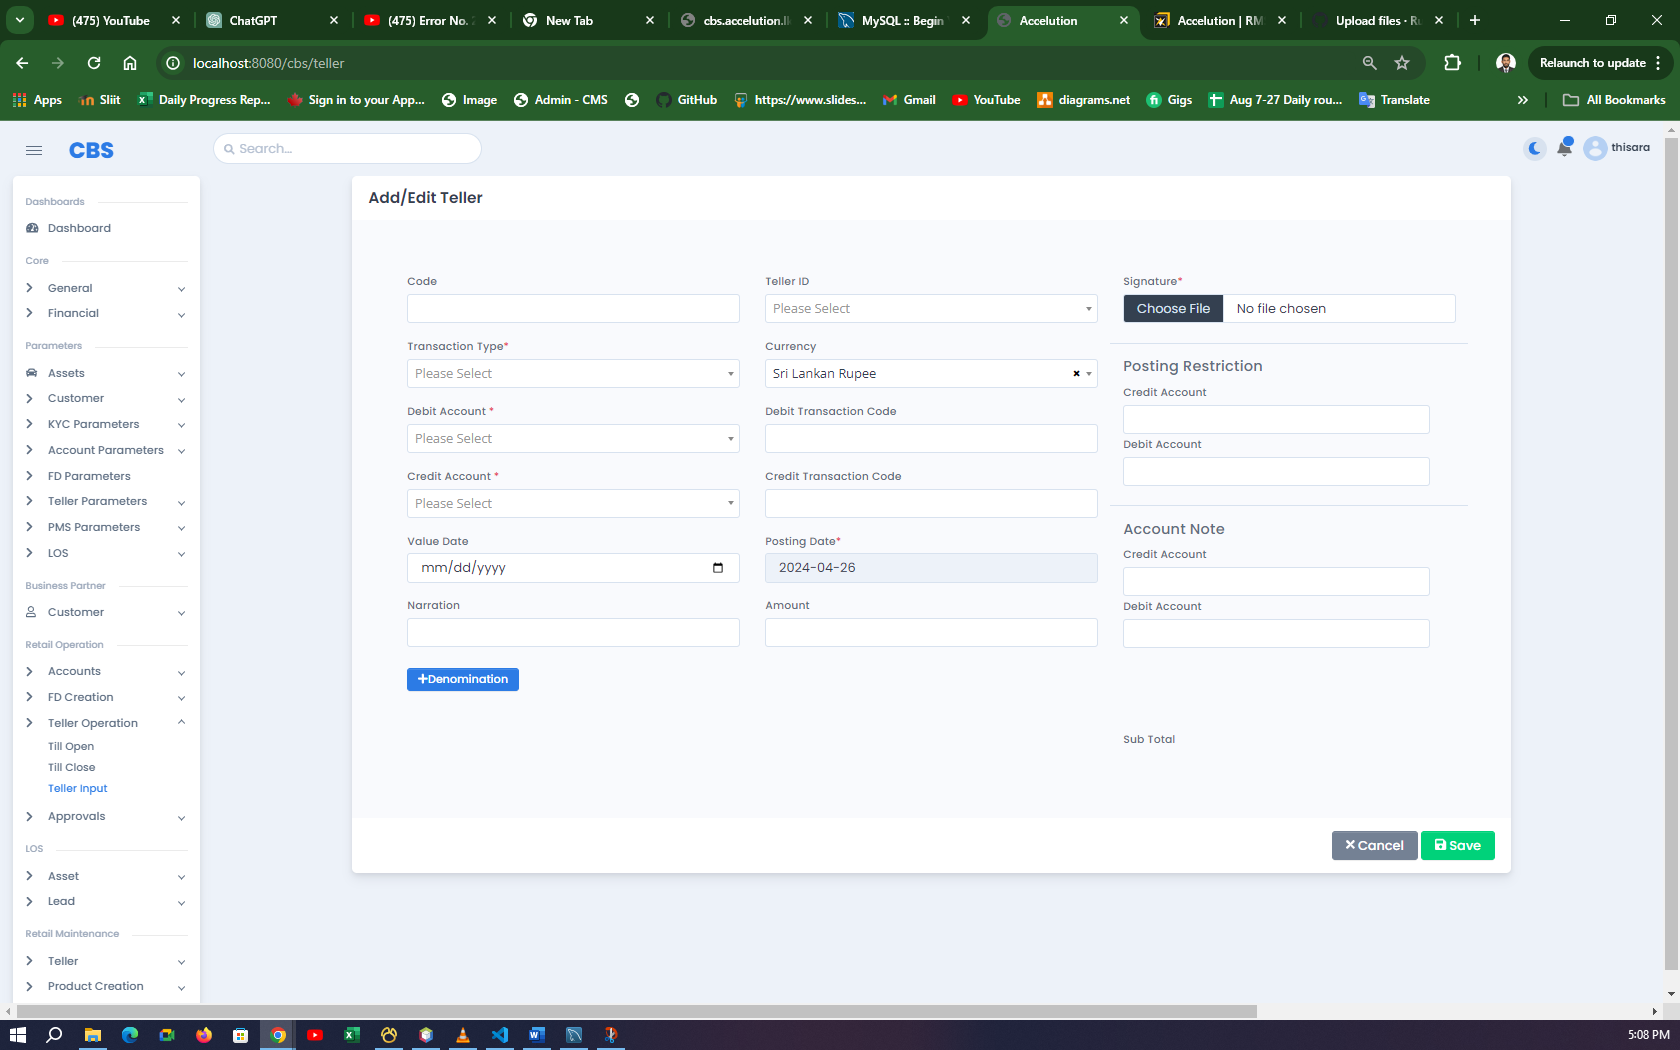 (475) YouTube
ChatGPT
(475) Error No. 2
New Tab
cbs.accelution.l
MySQL :: Begin
Accelution
Accelution | RM
Upload files · R
localhost:8080/cbs/teller
Relaunch to update
Apps
Sliit
Daily Progress Rep...
Sign in to your App...
Image
Admin - CMS
GitHub
https://www.slides...
Gmail
YouTube
diagrams.net
Gigs
Aug 7-27 Daily rou...
Translate
All Bookmarks
CBS
Search...
thisara
Dashboards
Dashboard
Core
General
Financial
Parameters
Assets
Customer
KYC Parameters
Account Parameters
FD Parameters
Teller Parameters
PMS Parameters
LOS
Business Partner
Customer
Retail Operation
Accounts
FD Creation
Teller Operation
Till Open
Till Close
Teller Input
Approvals
LOS
Asset
Lead
Retail Maintenance
Teller
Product Creation
Add/Edit Teller
Code
Teller ID
Please Select
Signature*
Choose File No file chosen
Transaction Type*
Please Select
Currency
Sri Lankan Rupee
Debit Account *
Please Select
Debit Transaction Code
Credit Account *
Please Select
Credit Transaction Code
Value Date
mm/dd/yyyy
Posting Date*
2024-04-26
Narration
Amount
Posting Restriction
Credit Account
Debit Account
Account Note
Credit Account
Debit Account
+Denomination
Sub Total
Cancel
Save
5:08 PM